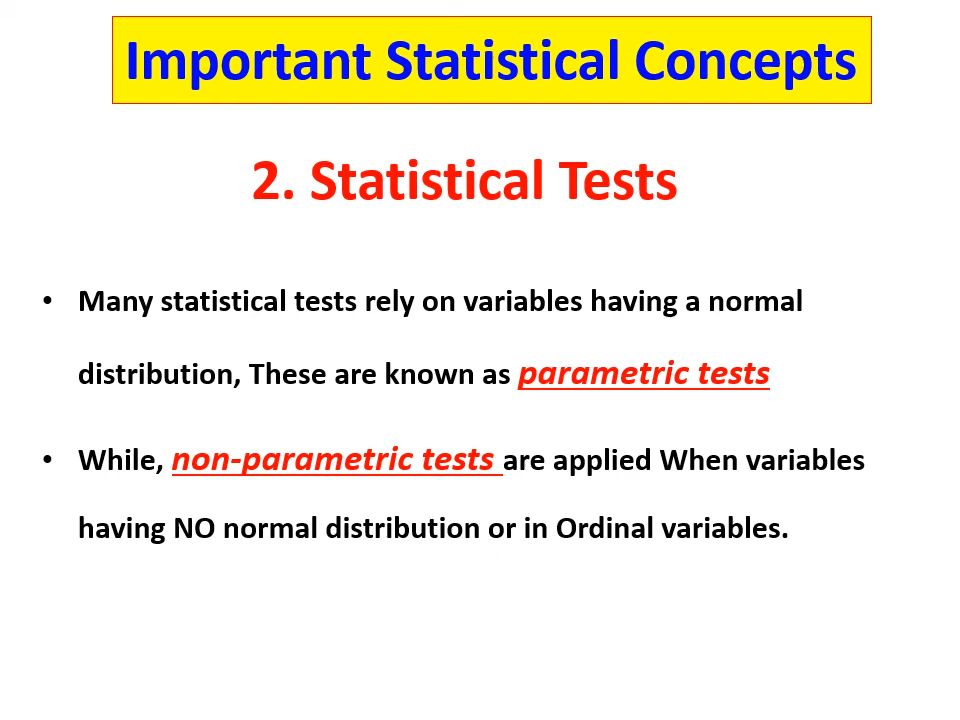 Important Statistical Concepts
2. Statistical Tests
• Many statistical tests rely on variables having a normal
distribution, These are known as parametric tests
• While, non-parametric tests are applied When variables
having NO normal distribution or in Ordinal variables.